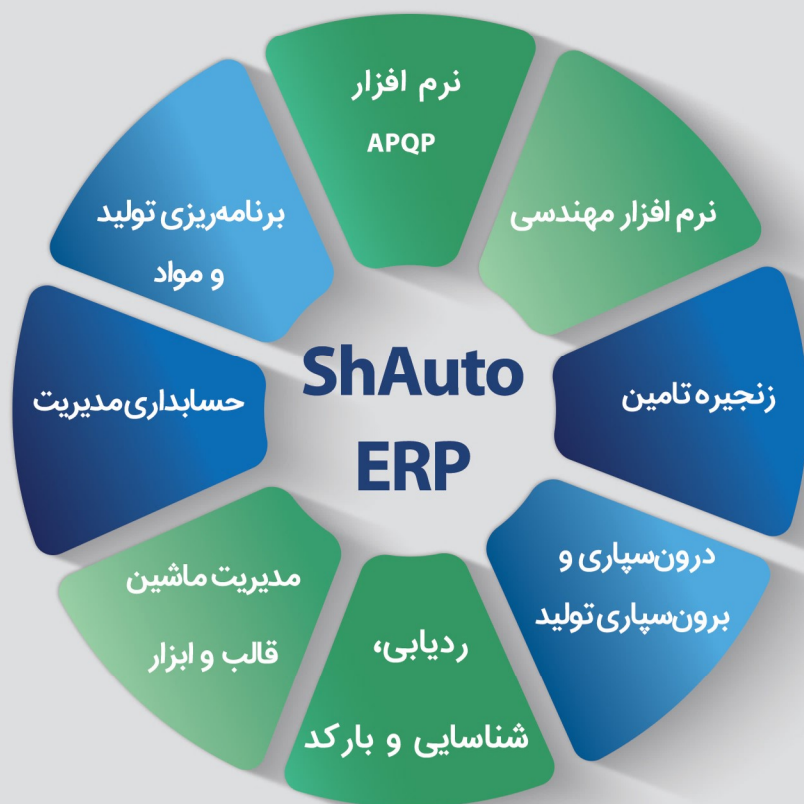 نرم افزار
APQP
نرم افزار مهندسی
زنجیره تامین
درون‌سپاری و
برون‌سپاری تولید
ردیابی،
شناسایی و بارکد
مدیریت ماشین
قالب و ابزار
حسابداری مدیریت
برنامه‌ریزی تولید
و مواد
ShAuto
ERP